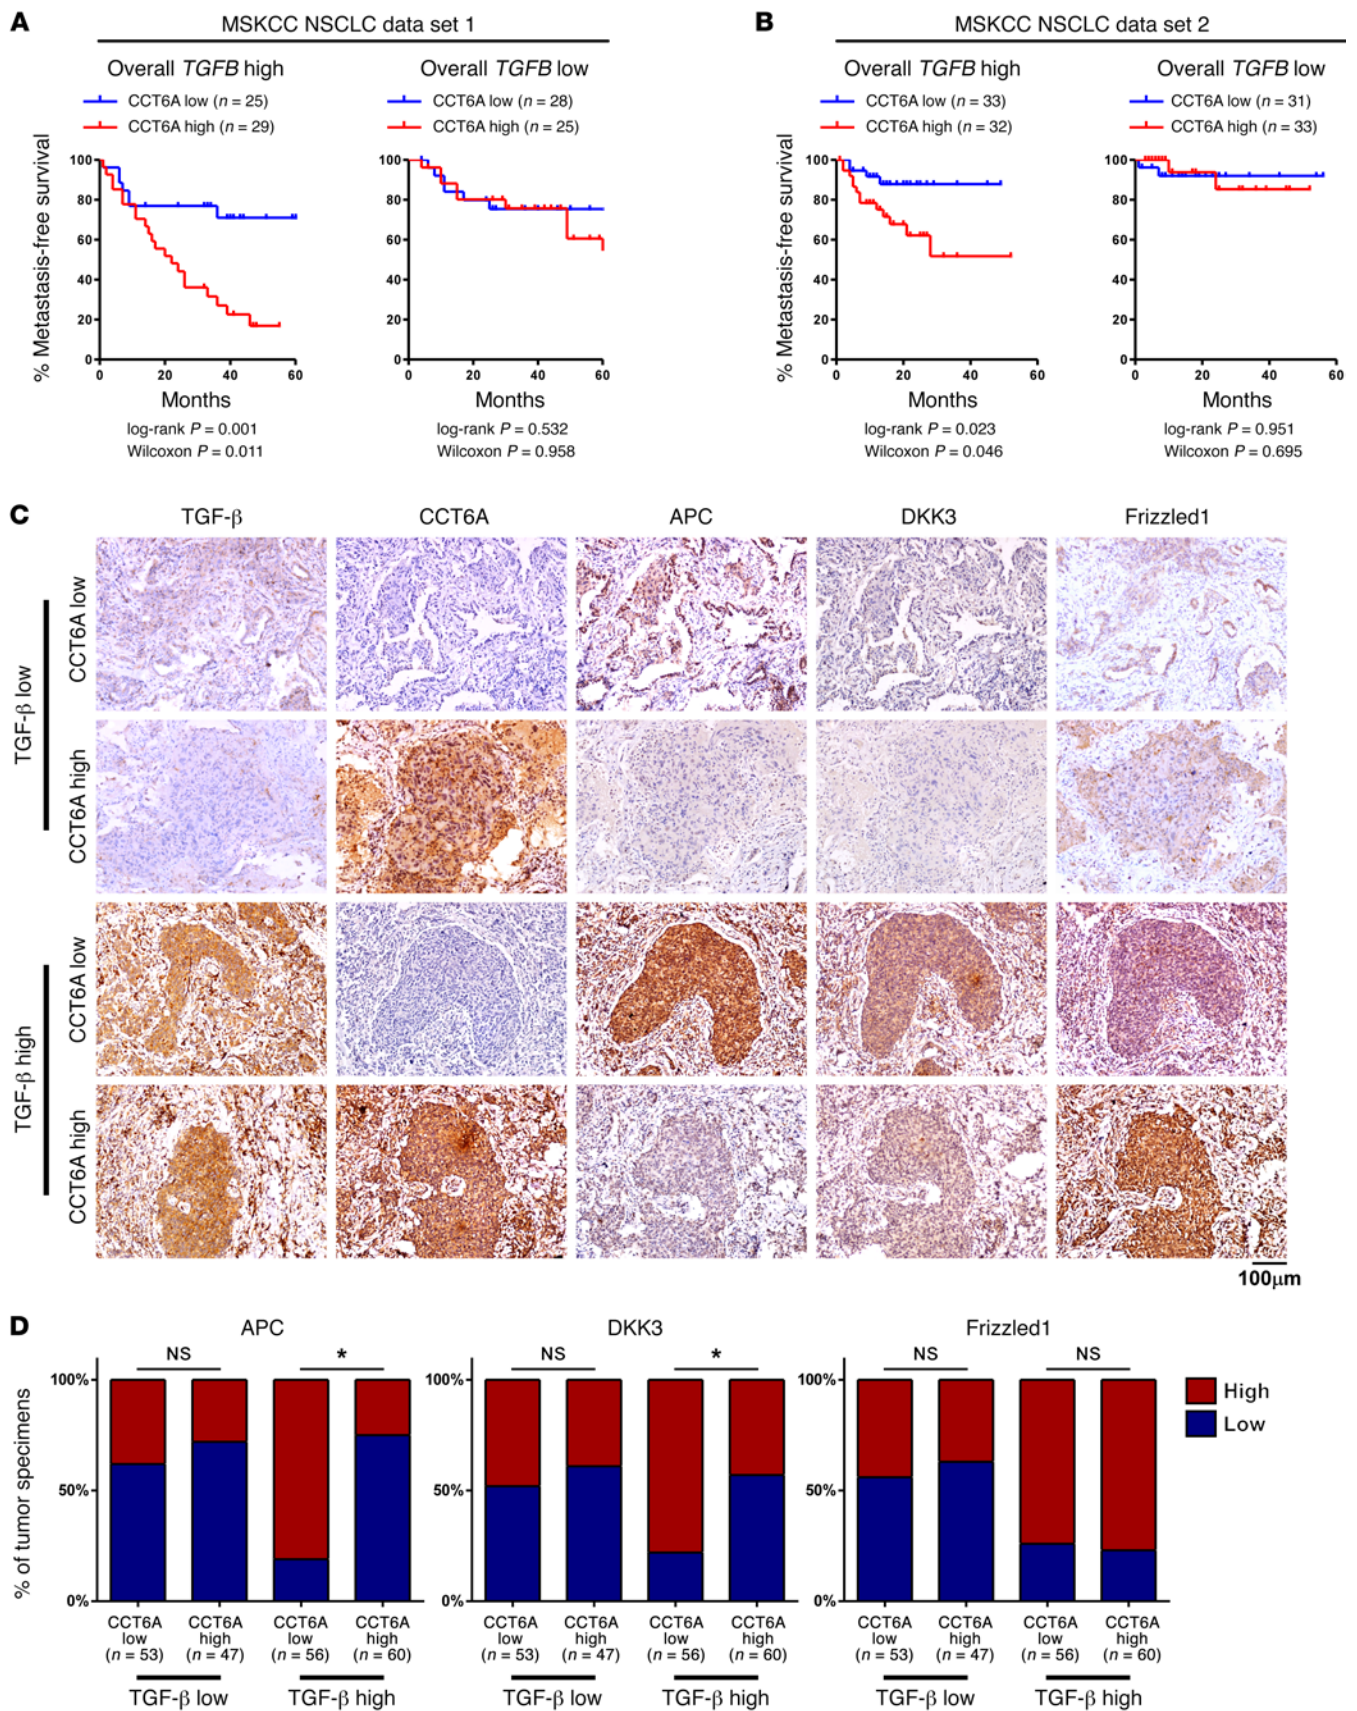 A
MSKCC NSCLC data set 1
Overall TGFB high
CCT6A low (n = 25)
CCT6A high (n = 29)
Overall TGFB low
CCT6A low (n = 28)
CCT6A high (n = 25)
% Metastasis-free survival
100
80
60
40
20
0
0 20 40 60
Months
log-rank P = 0.001
Wilcoxon P = 0.011
100
80
60
40
20
0
0 20 40 60
Months
log-rank P = 0.532
Wilcoxon P = 0.958
B
MSKCC NSCLC data set 2
Overall TGFB high
CCT6A low (n = 33)
CCT6A high (n = 32)
Overall TGFB low
CCT6A low (n = 31)
CCT6A high (n = 33)
% Metastasis-free survival
100
80
60
40
20
0
0 20 40 60
Months
log-rank P = 0.023
Wilcoxon P = 0.046
100
80
60
40
20
0
0 20 40 60
Months
log-rank P = 0.951
Wilcoxon P = 0.695
C
TGF-β CCT6A APC DKK3 Frizzled1
TGF-β low
CCT6A low
CCT6A high
TGF-β high
CCT6A low
CCT6A high
100μm
D
% of tumor specimens
APC
NS *
100%
50%
0%
CCT6A low (n = 53)
CCT6A high (n = 47)
CCT6A low (n = 56)
CCT6A high (n = 60)
TGF-β low TGF-β high
DKK3
NS *
100%
50%
0%
CCT6A low (n = 53)
CCT6A high (n = 47)
CCT6A low (n = 56)
CCT6A high (n = 60)
TGF-β low TGF-β high
Frizzled1
NS NS
100%
50%
0%
CCT6A low (n = 53)
CCT6A high (n = 47)
CCT6A low (n = 56)
CCT6A high (n = 60)
TGF-β low TGF-β high
High
Low